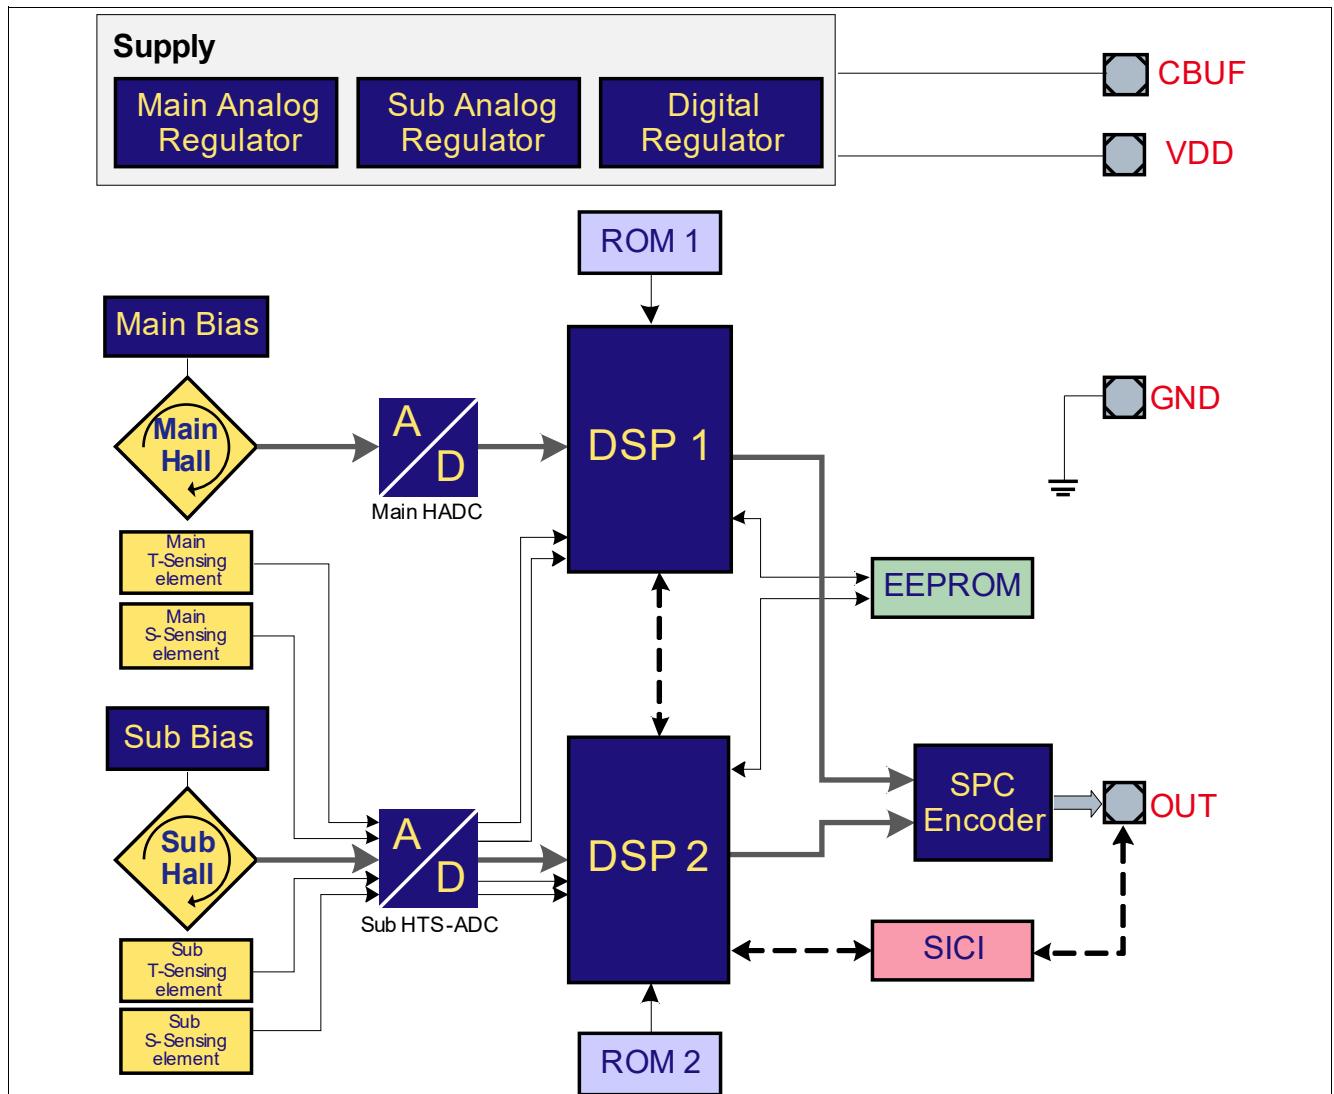 Supply
Main Analog
Regulator
Sub Analog
Regulator
Digital
Regulator
CBUF
VDD
ROM 1
Main Bias
Main
Hall
A
D
Main HADC
DSP 1
GND
Main
T-Sensing
element
Main
S-Sensing
element
EEPROM
Sub Bias
Sub
Hall
A
D
Sub HTS-ADC
DSP 2
SPC
Encoder
OUT
Sub
T-Sensing
element
Sub
S-Sensing
element
SICI
ROM 2